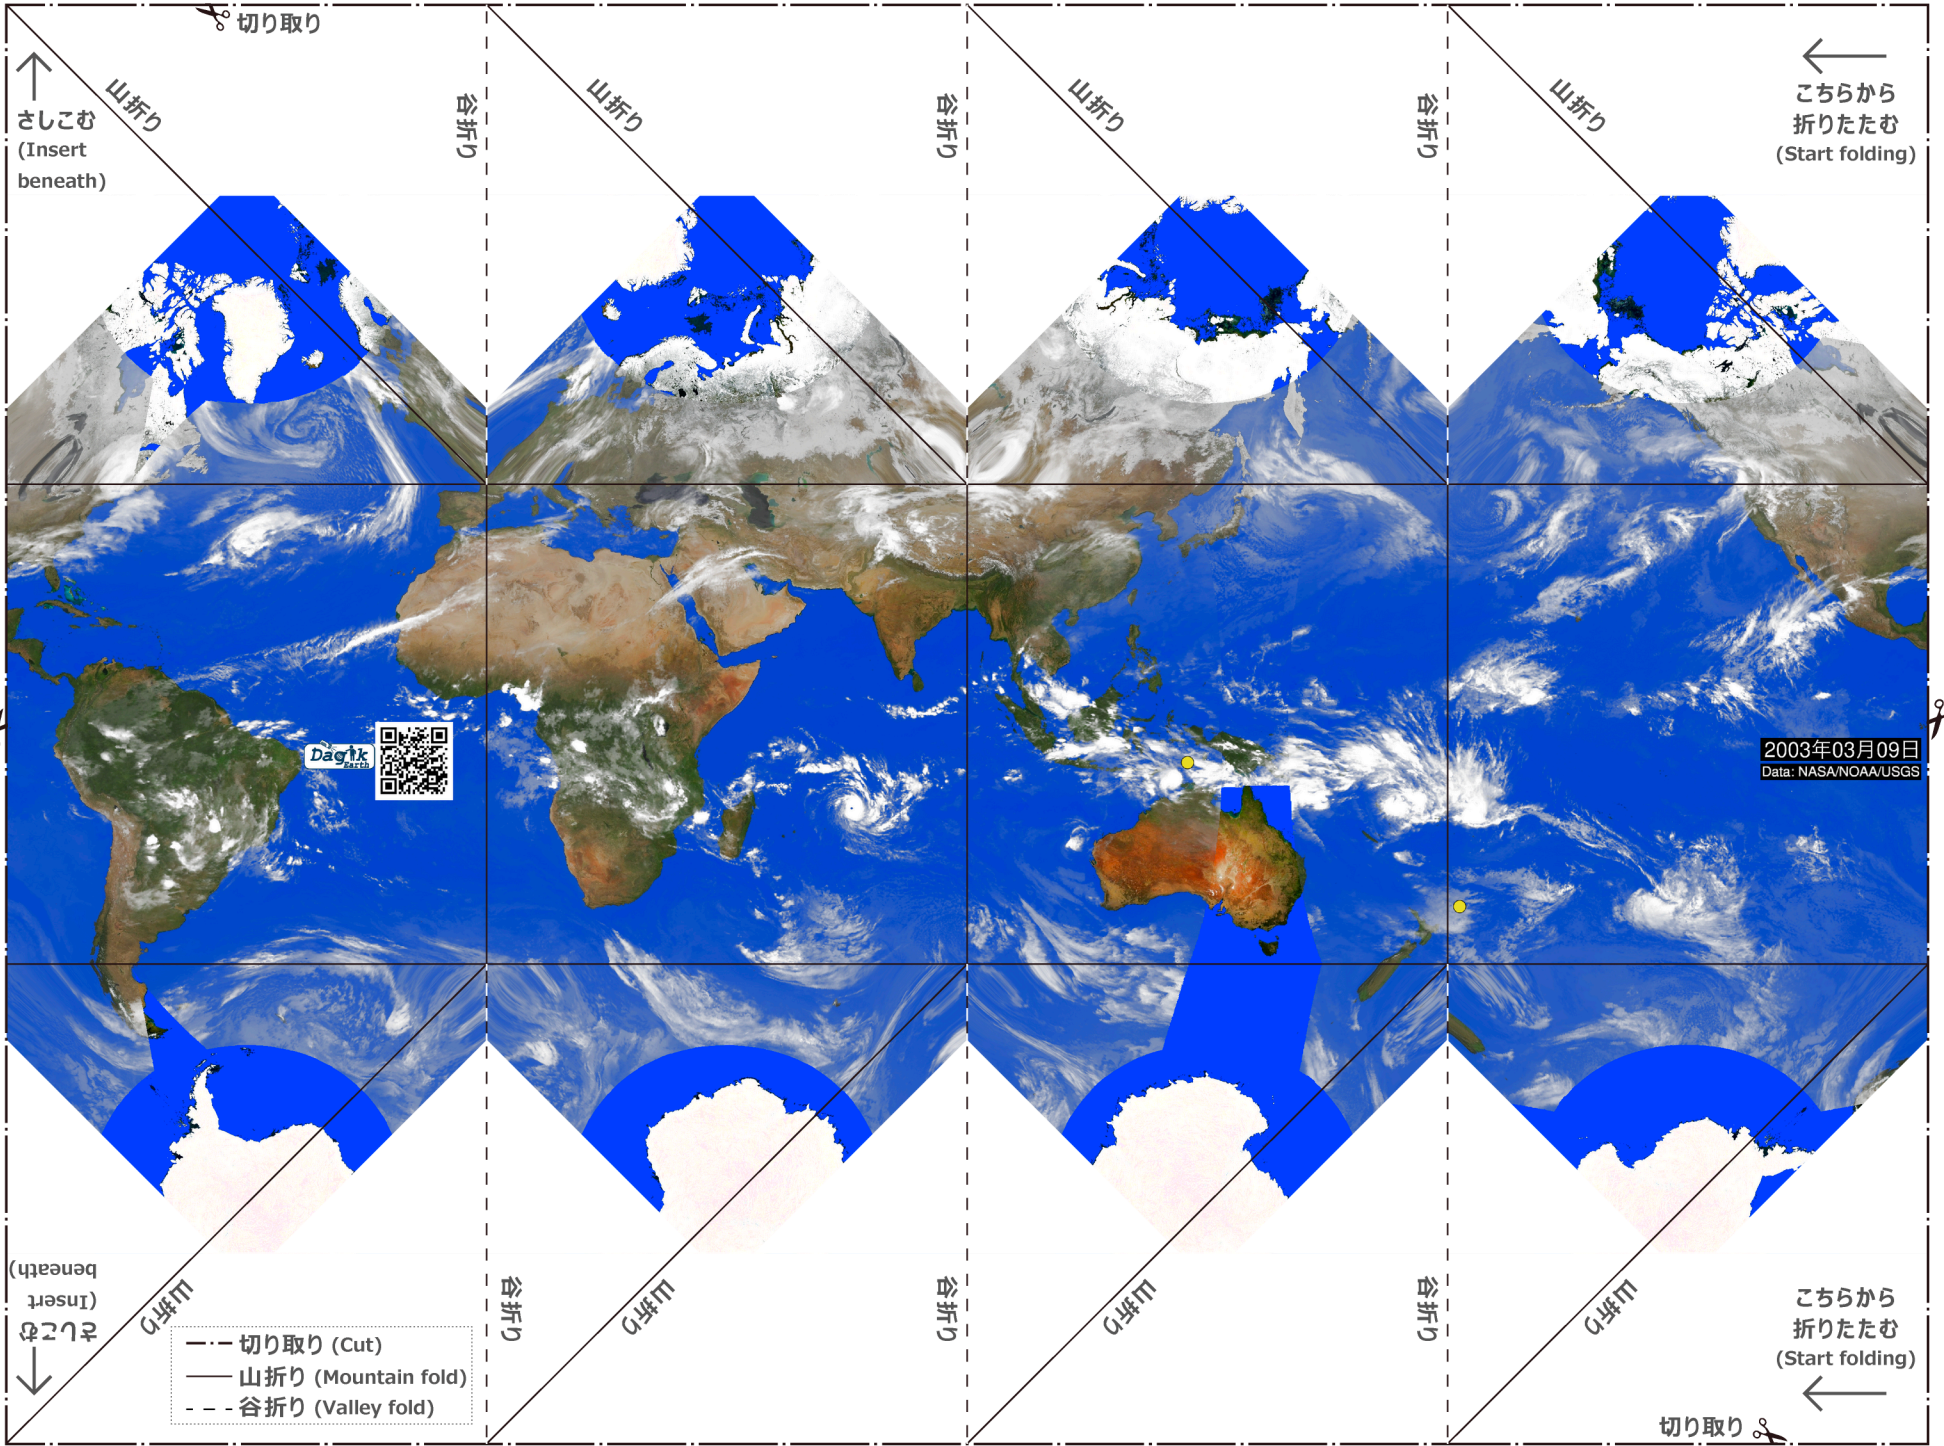 切り取り
山折り
谷折り
山折り
谷折り
山折り
谷折り
山折り
さしこむ
(Insert
beneath)
こちらから
折りたたむ
(Start folding)
Dagik
Earth
2003年03月09日
Data: NASA/NOAA/USGS
さしこむ
(Insert
beneath)
山折り
谷折り
山折り
谷折り
山折り
谷折り
山折り
こちらから
折りたたむ
(Start folding)
切り取り (Cut)
山折り (Mountain fold)
谷折り (Valley fold)
切り取り